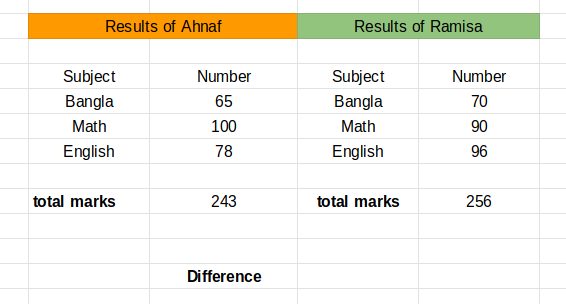 Results of Ahnaf Results of Ramisa
Subject Number Subject Number
Bangla 65 Bangla 70
Math 100 Math 90
English 78 English 96
total marks 243 total marks 256
Difference